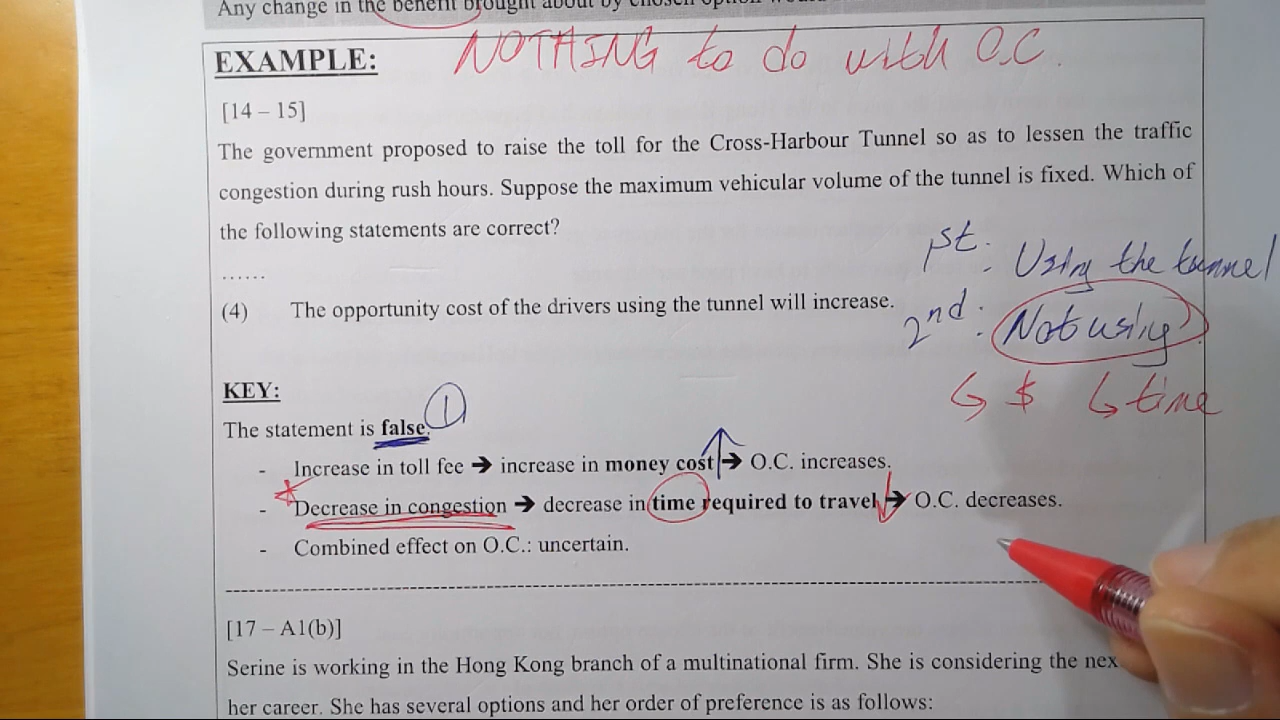 Any change in the benefit brought about by chosen option
EXAMPLE: NOTHING to do with O.C.
[14 – 15]
The government proposed to raise the toll for the Cross-Harbour Tunnel so as to lessen the traffic
congestion during rush hours. Suppose the maximum vehicular volume of the tunnel is fixed. Which of
the following statements are correct?
1st: Using the tunnel
......
(4) The opportunity cost of the drivers using the tunnel will increase.
2nd: Not using
↳ $ ↳ time
KEY:
The statement is false. ①
- Increase in toll fee ➔ increase in money cost ↑ ➔ O.C. increases.
- Decrease in congestion ➔ decrease in time required to travel ↓ ➔ O.C. decreases.
- Combined effect on O.C.: uncertain.
[17 – A1(b)]
Serine is working in the Hong Kong branch of a multinational firm. She is considering the
her career. She has several options and her order of preference is as follows: